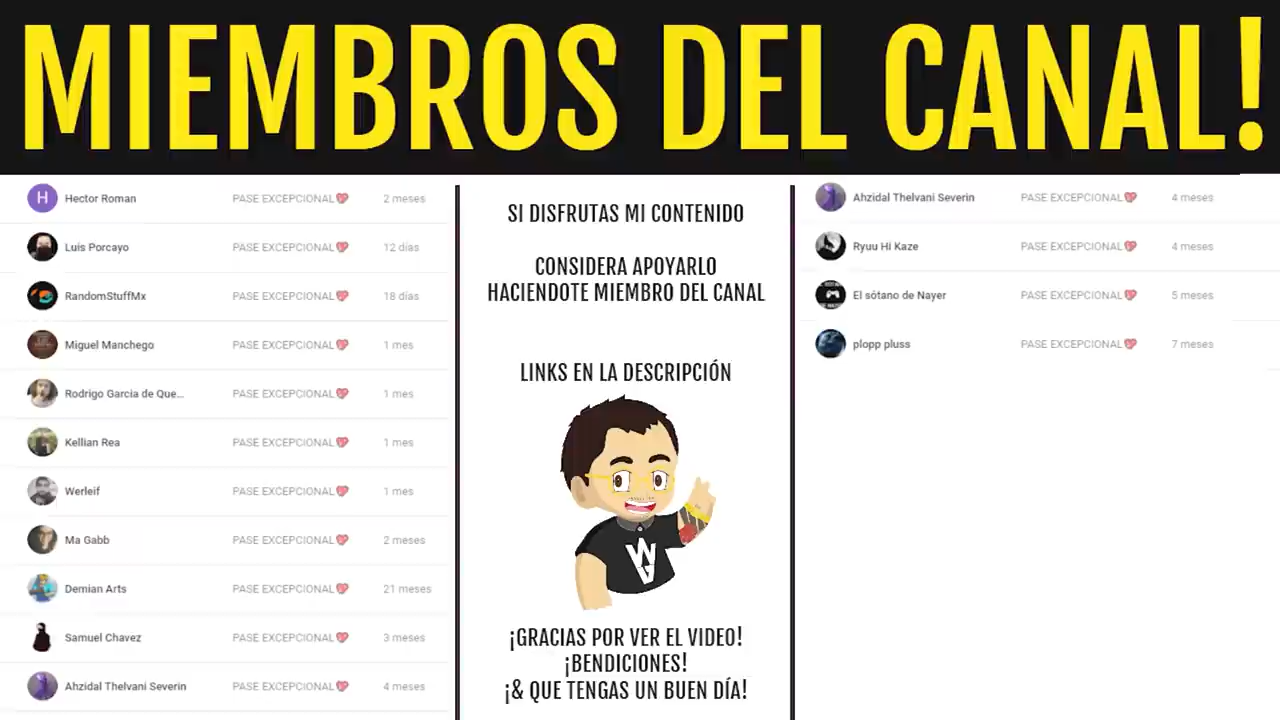 MIEMBROS DEL CANAL!
H Hector Roman PASE EXCEPCIONAL 2 meses
Luis Porcayo PASE EXCEPCIONAL 12 días
RandomStuffMx PASE EXCEPCIONAL 18 días
Miguel Manchego PASE EXCEPCIONAL 1 mes
Rodrigo Garcia de Que... PASE EXCEPCIONAL 1 mes
Kellian Rea PASE EXCEPCIONAL 1 mes
Werleif PASE EXCEPCIONAL 1 mes
Ma Gabb PASE EXCEPCIONAL 2 meses
Demian Arts PASE EXCEPCIONAL 21 meses
Samuel Chavez PASE EXCEPCIONAL 3 meses
Ahzidal Thelvani Severin PASE EXCEPCIONAL 4 meses
SI DISFRUTAS MI CONTENIDO
CONSIDERA APOYARLO
HACIENDOTE MIEMBRO DEL CANAL
LINKS EN LA DESCRIPCIÓN
¡GRACIAS POR VER EL VIDEO!
¡BENDICIONES!
¡& QUE TENGAS UN BUEN DÍA!
Ahzidal Thelvani Severin PASE EXCEPCIONAL 4 meses
Ryuu Hi Kaze PASE EXCEPCIONAL 4 meses
El sótano de Nayer PASE EXCEPCIONAL 5 meses
plopp pluss PASE EXCEPCIONAL 7 meses